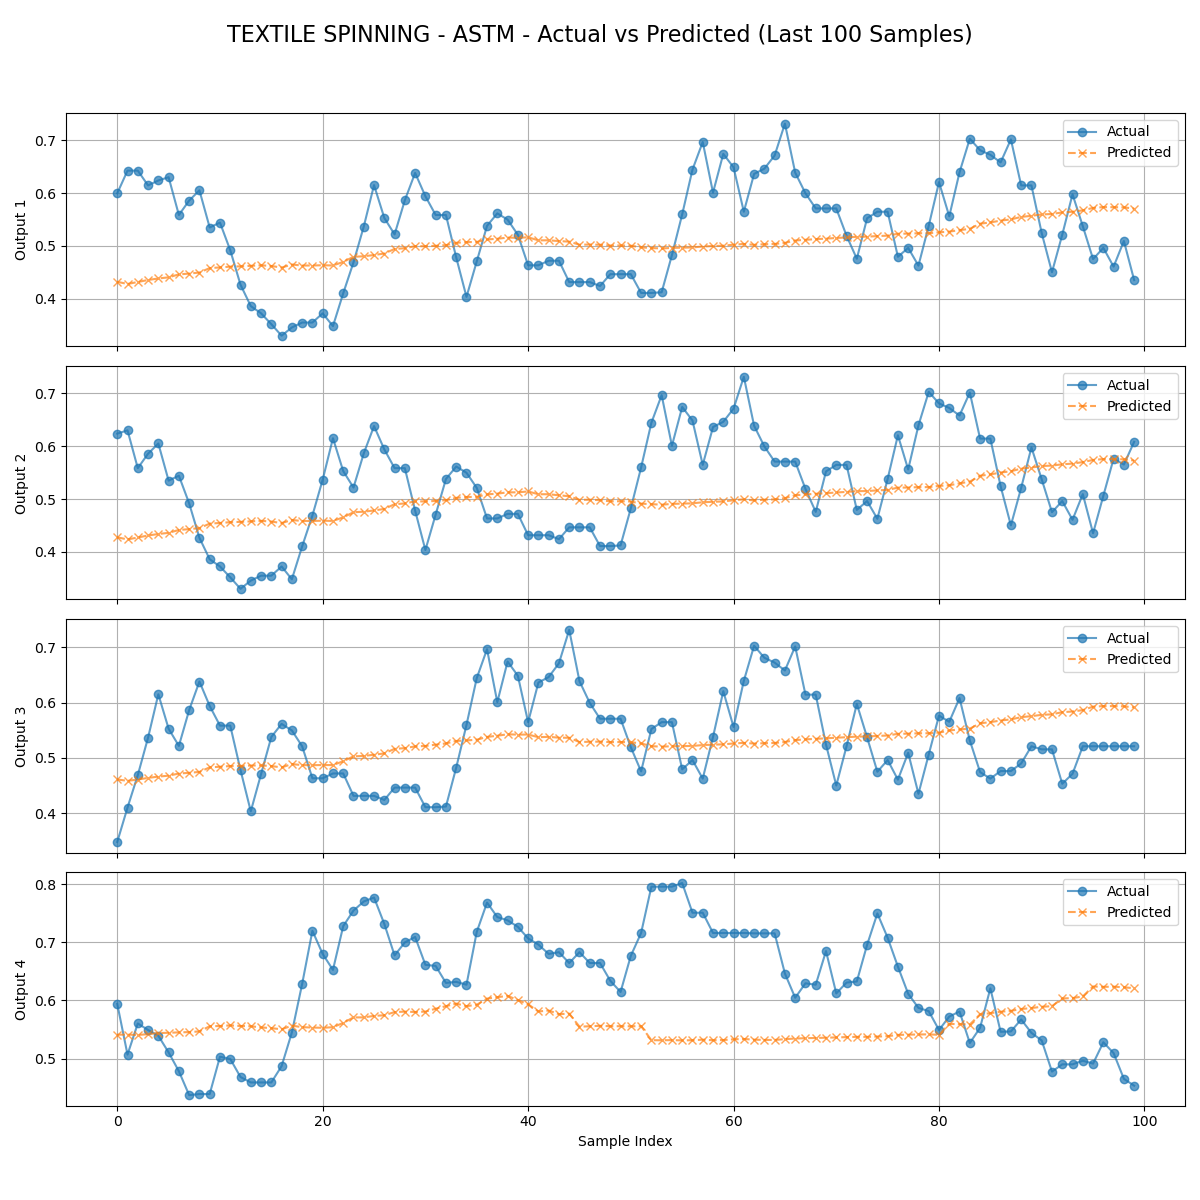 TEXTILE SPINNING - ASTM - Actual vs Predicted (Last 100 Samples)
Output 1
0.7
0.6
0.5
0.4
Actual
Predicted
Output 2
0.7
0.6
0.5
0.4
Actual
Predicted
Output 3
0.7
0.6
0.5
0.4
Actual
Predicted
Output 4
0.8
0.7
0.6
0.5
Actual
Predicted
0 20 40 60 80 100
Sample Index